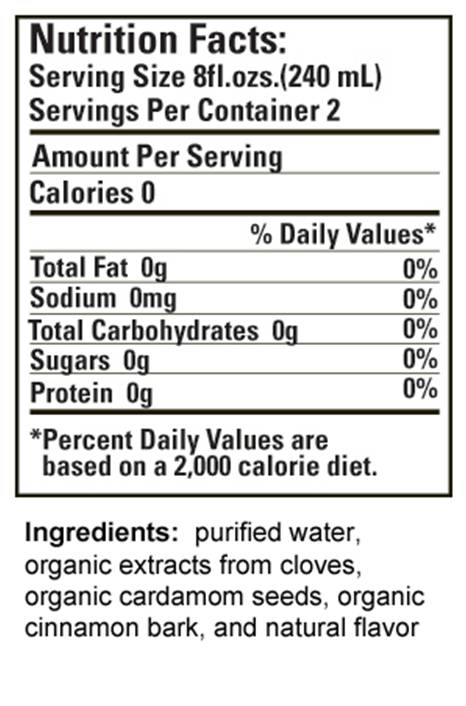 Nutrition Facts:
Serving Size 8fl.ozs.(240 mL)
Servings Per Container 2
Amount Per Serving
Calories 0
% Daily Values*
Total Fat 0g 0%
Sodium 0mg 0%
Total Carbohydrates 0g 0%
Sugars 0g 0%
Protein 0g 0%
*Percent Daily Values are
based on a 2,000 calorie diet.
Ingredients: purified water,
organic extracts from cloves,
organic cardamom seeds, organic
cinnamon bark, and natural flavor